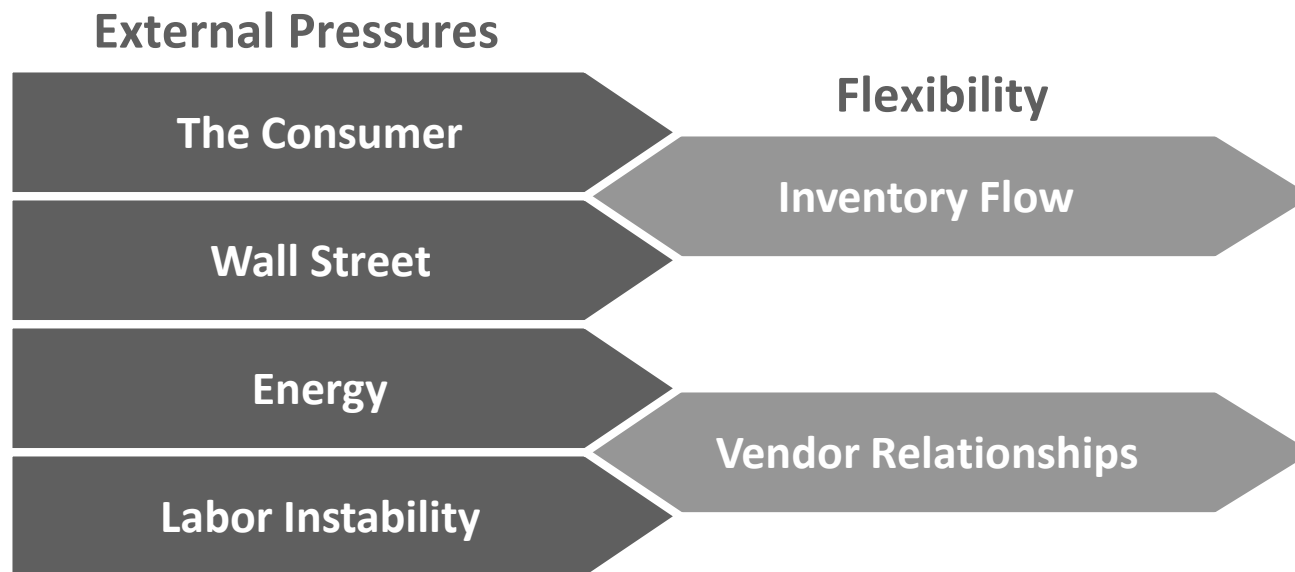 External Pressures
The Consumer
Wall Street
Energy
Labor Instability
Flexibility
Inventory Flow
Vendor Relationships